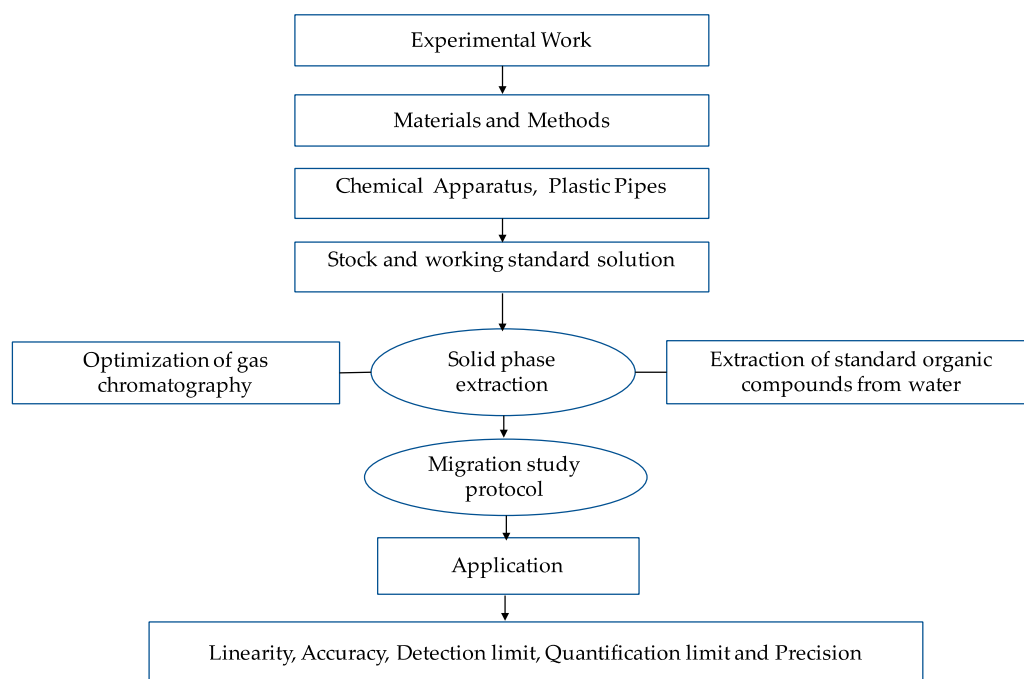 Experimental Work
Materials and Methods
Chemical Apparatus, Plastic Pipes
Stock and working standard solution
Optimization of gas
chromatography
Solid phase
extraction
Extraction of standard organic
compounds from water
Migration study
protocol
Application
Linearity, Accuracy, Detection limit, Quantification limit and Precision